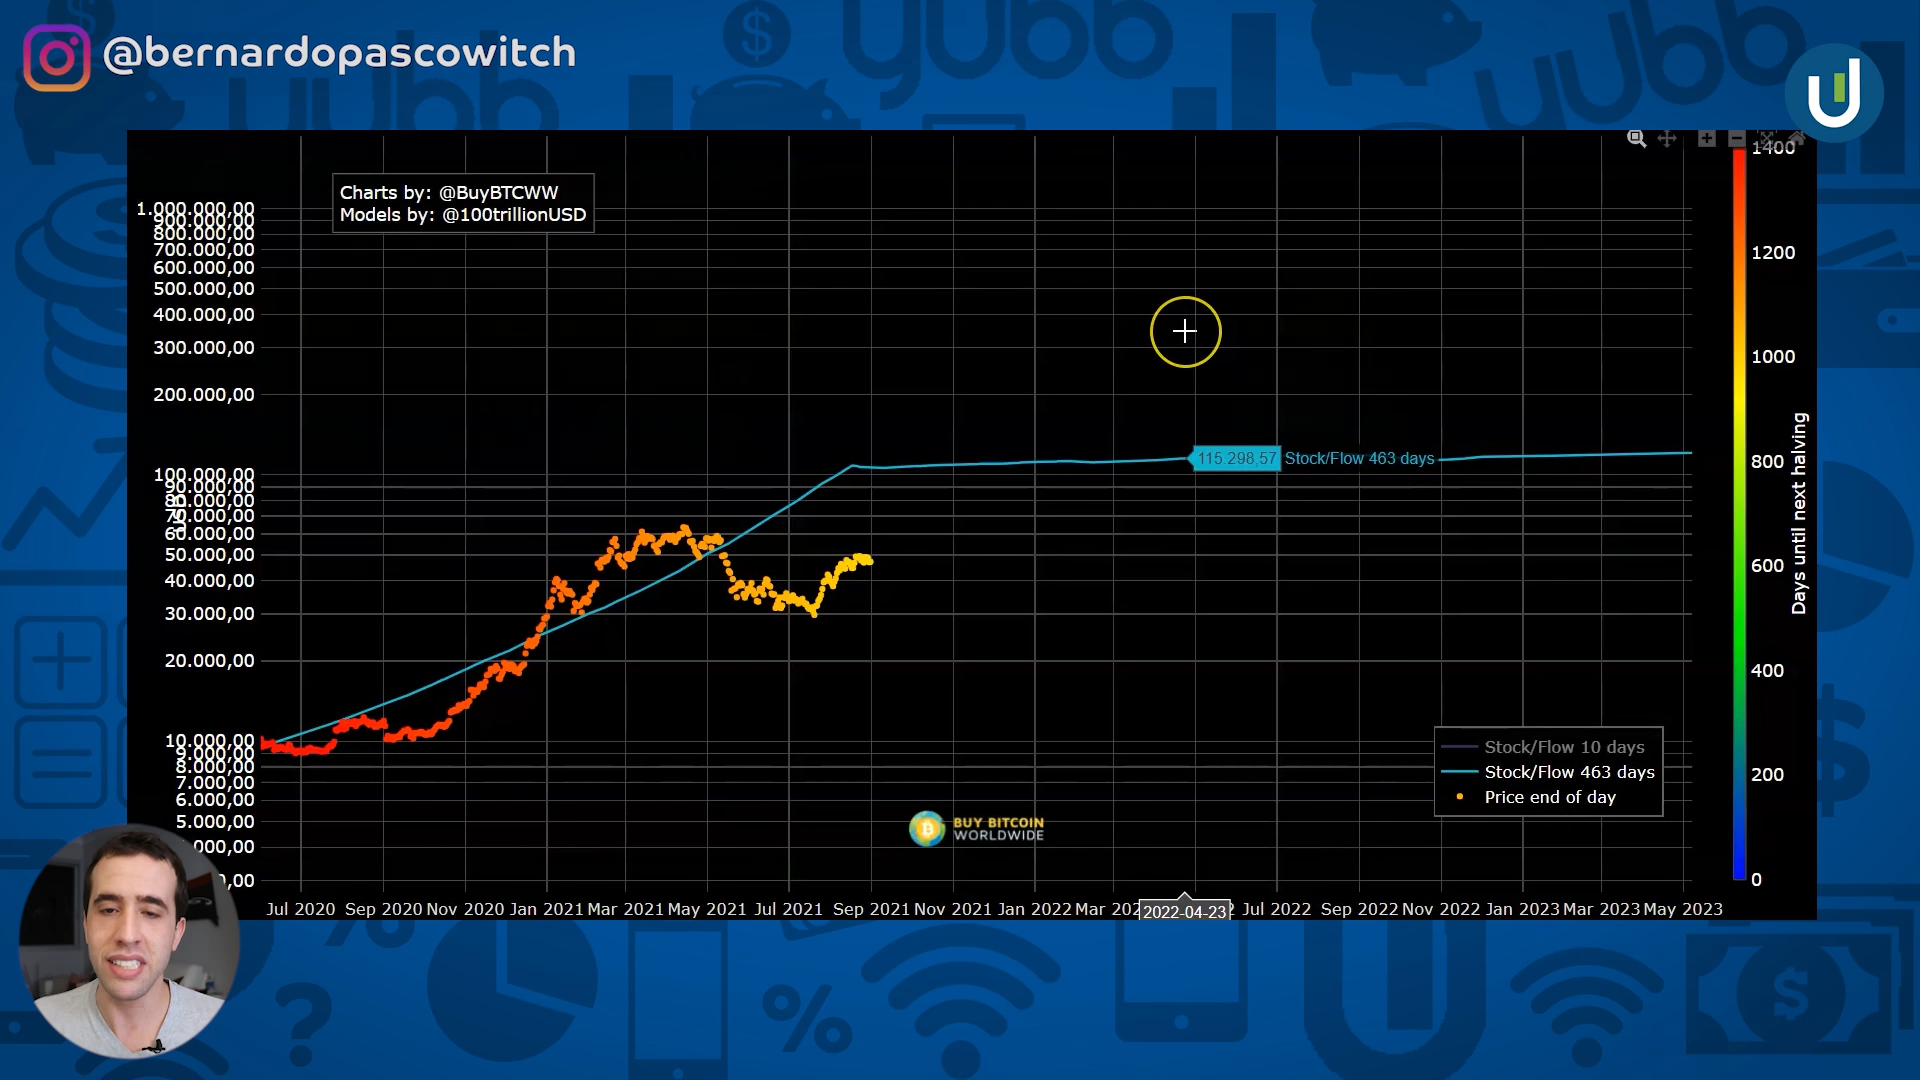 @bernardopascowitch
yubb
Charts by: @BuyBTCWW
Models by: @100trillionUSD
1.000.000,00
900.000,00
800.000,00
700.000,00
600.000,00
500.000,00
400.000,00
300.000,00
200.000,00
100.000,00
90.000,00
80.000,00
70.000,00
60.000,00
50.000,00
40.000,00
30.000,00
20.000,00
10.000,00
9.000,00
8.000,00
7.000,00
6.000,00
5.000,00
USD
115.298,57 Stock/Flow 463 days
Stock/Flow 10 days
Stock/Flow 463 days
Price end of day
BUY BITCOIN
WORLDWIDE
Jul 2020 Sep 2020 Nov 2020 Jan 2021 Mar 2021 May 2021 Jul 2021 Sep 2021 Nov 2021 Jan 2022 2022-04-23 Jul 2022 Sep 2022 Nov 2022 Jan 2023 Mar 2023 May 2023
1400
1200
1000
800
600
400
200
0
Days until next halving